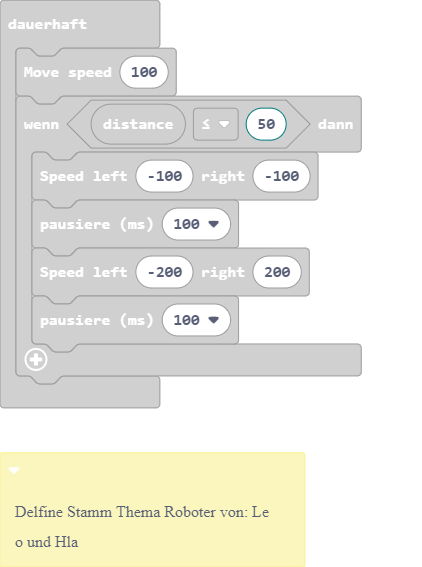 dauerhaft
Move speed 100
wenn distance ≤ 50 dann
Speed left -100 right -100
pausiere (ms) 100
Speed left -200 right 200
pausiere (ms) 100
Delfine Stamm Thema Roboter von: Le
o und Hla